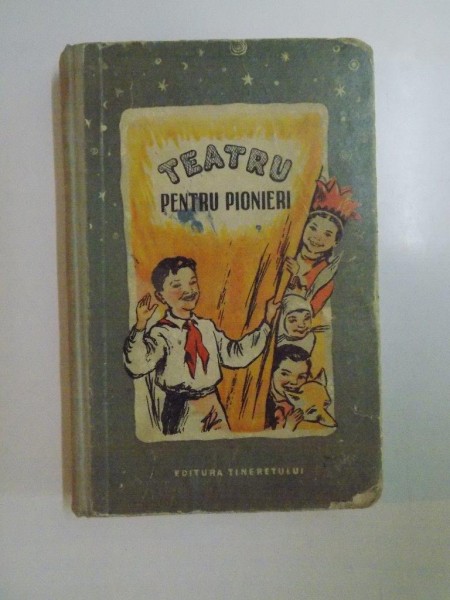 TEATRU
PENTRU PIONIERI
EDITURA TINERETULUI